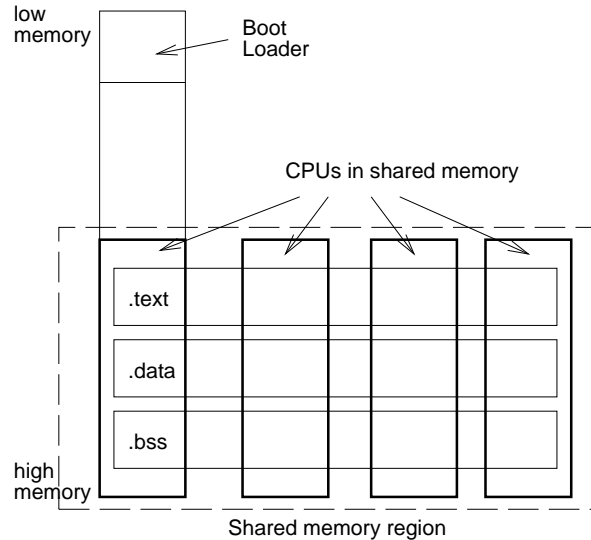 low
memory
Boot
Loader
CPUs in shared memory
.text
.data
.bss
high
memory
Shared memory region